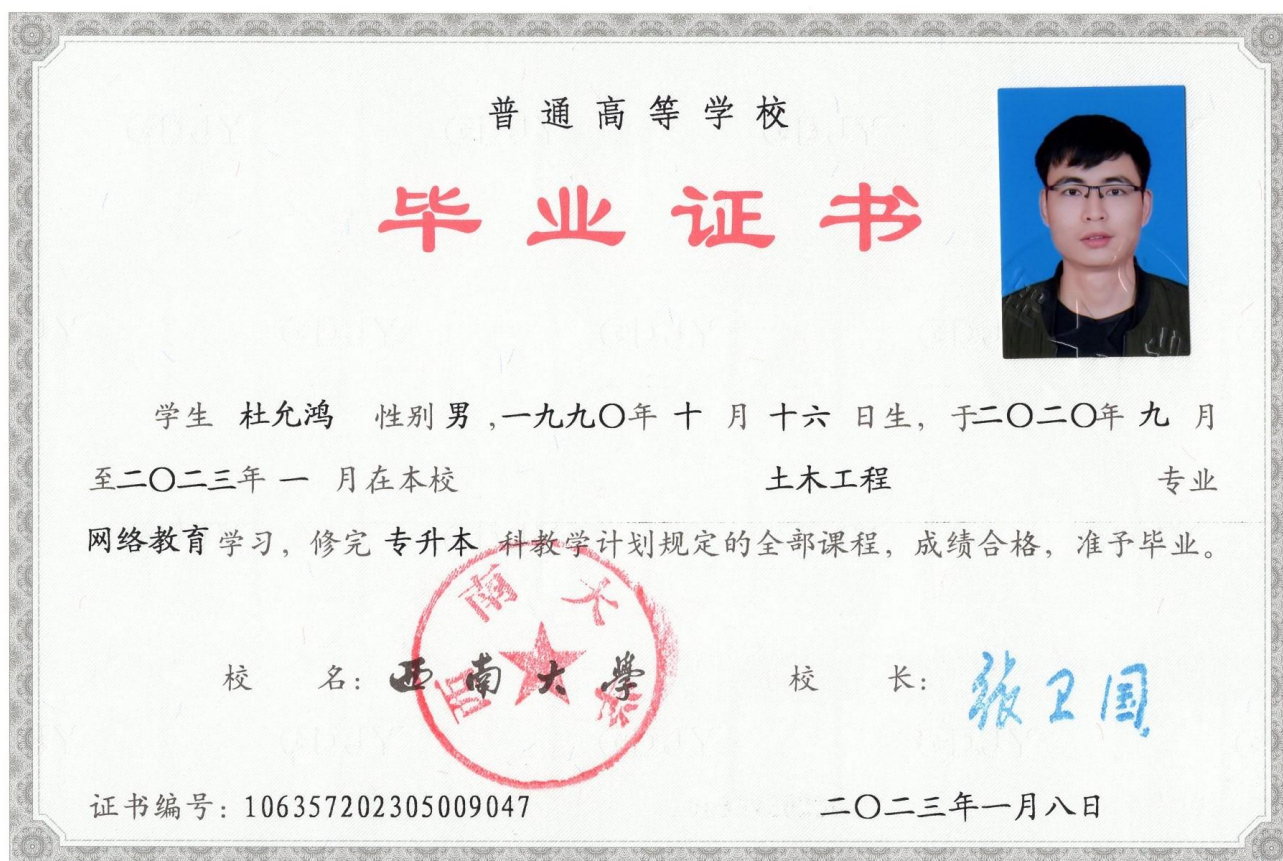 普通高等学校
毕业证书
学生 杜允鸿 性别 男 ,一九九〇年 十 月 十六 日生, 于二〇二〇年 九 月
至二〇二三年 一 月在本校 土木工程 专业
网络教育 学习, 修完 专升本 科教学计划规定的全部课程, 成绩合格, 准予毕业。
西南大学
校 名: 西南大學 校 长: 张卫国
证书编号: 106357202305009047 二〇二三年一月八日